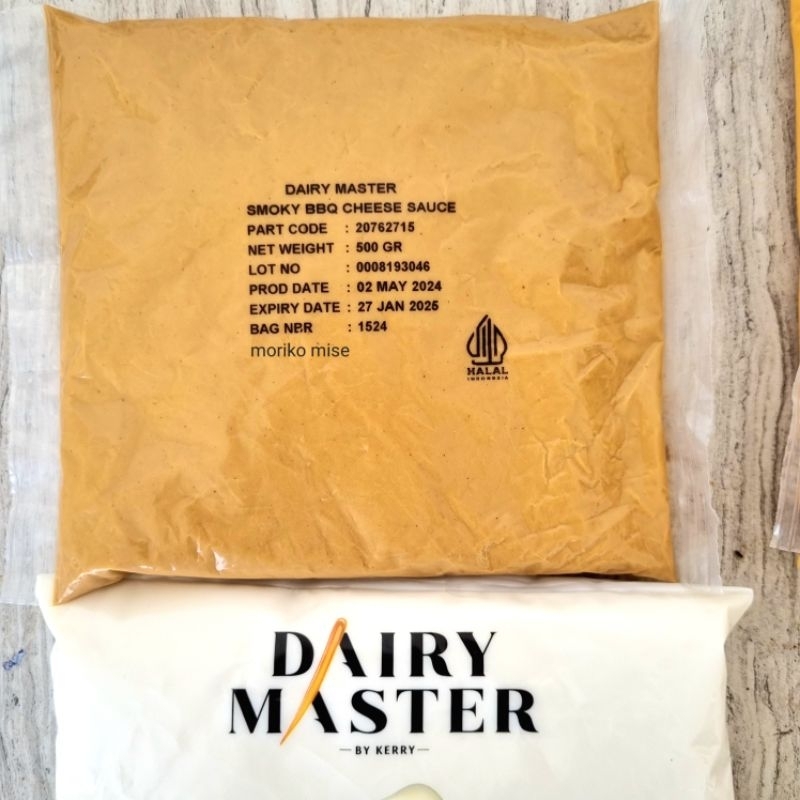 DAIRY MASTER
SMOKY BBQ CHEESE SAUCE
PART CODE : 20762715
NET WEIGHT : 500 GR
LOT NO : 0008193046
PROD DATE : 02 MAY 2024
EXPIRY DATE : 27 JAN 2025
BAG NBR : 1524
moriko mise
HALAL
INDONESIA
DAIRY
MASTER
BY KERRY